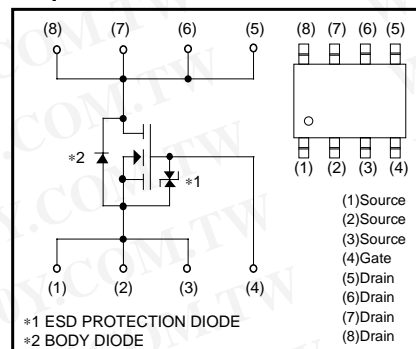 (8) (7) (6) (5)
(8) (7) (6) (5)
∗2
∗1
(1) (2) (3) (4)
(1) (2) (3) (4)
(1)Source
(2)Source
(3)Source
(4)Gate
(5)Drain
(6)Drain
(7)Drain
(8)Drain
∗1 ESD PROTECTION DIODE
∗2 BODY DIODE